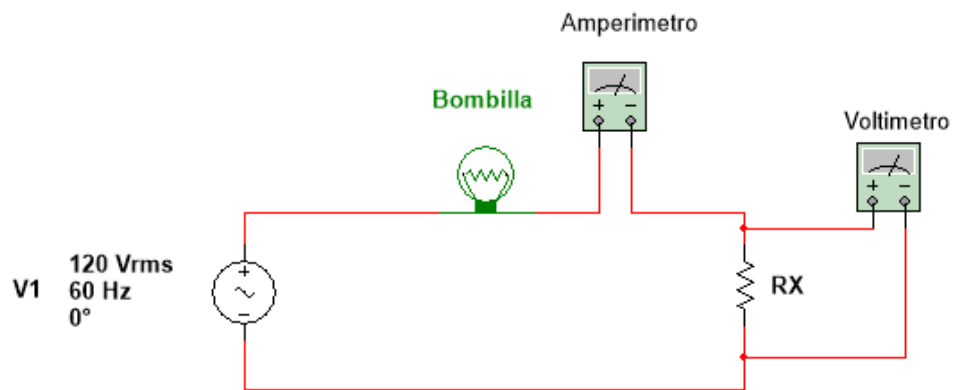 Amperimetro
Bombilla
+ −
Voltimetro
+ −
V1
120 Vrms
60 Hz
0°
+
−
RX